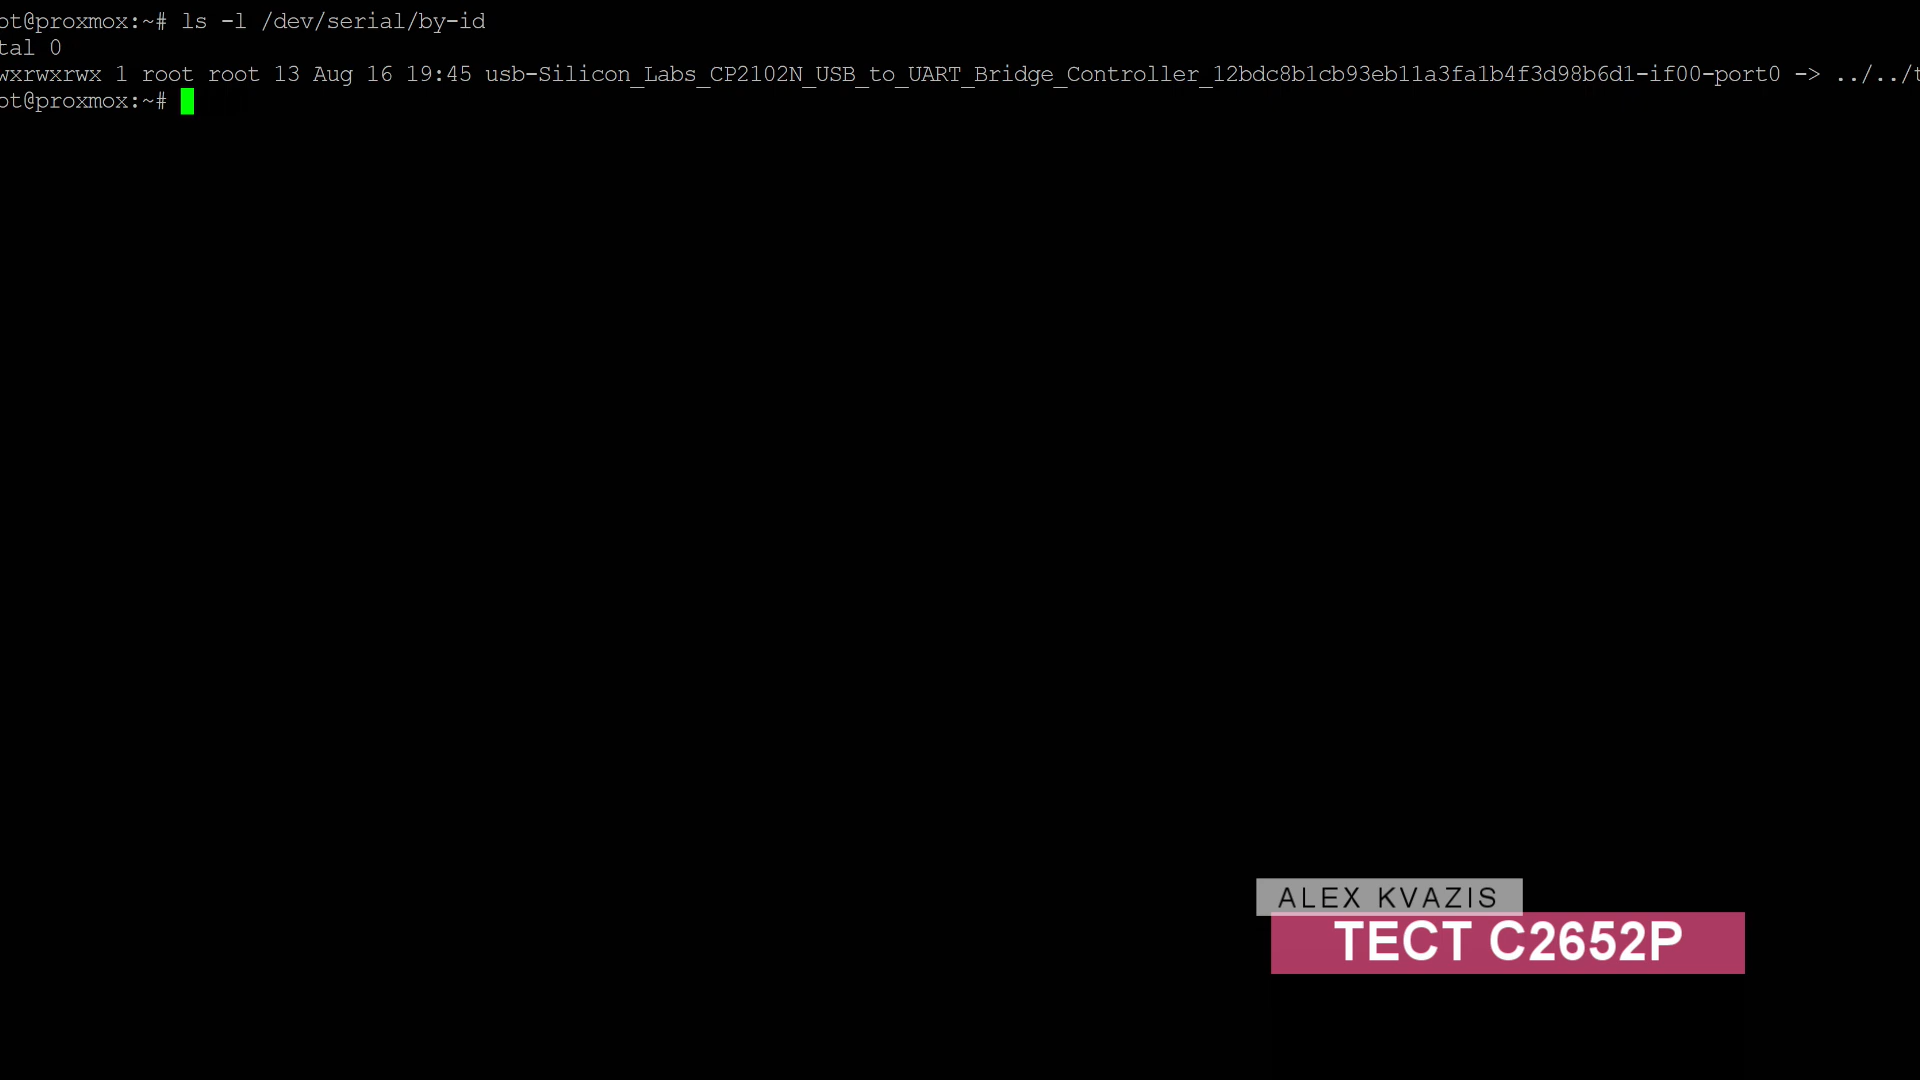 ot@proxmox:~# ls -l /dev/serial/by-id
tal 0
wxrwxrwx 1 root root 13 Aug 16 19:45 usb-Silicon_Labs_CP2102N_USB_to_UART_Bridge_Controller_12bdc8b1cb93eb11a3fa1b4f3d98b6d1-if00-port0 -> ../../t
ot@proxmox:~#
ALEX KVAZIS
ТЕСТ C2652P